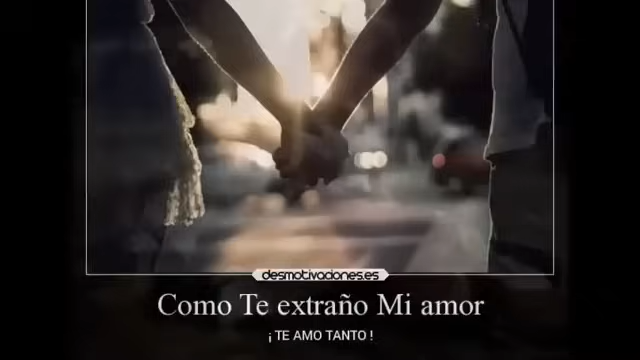 desmotivaciones.es
Como Te extraño Mi amor
¡ TE AMO TANTO !